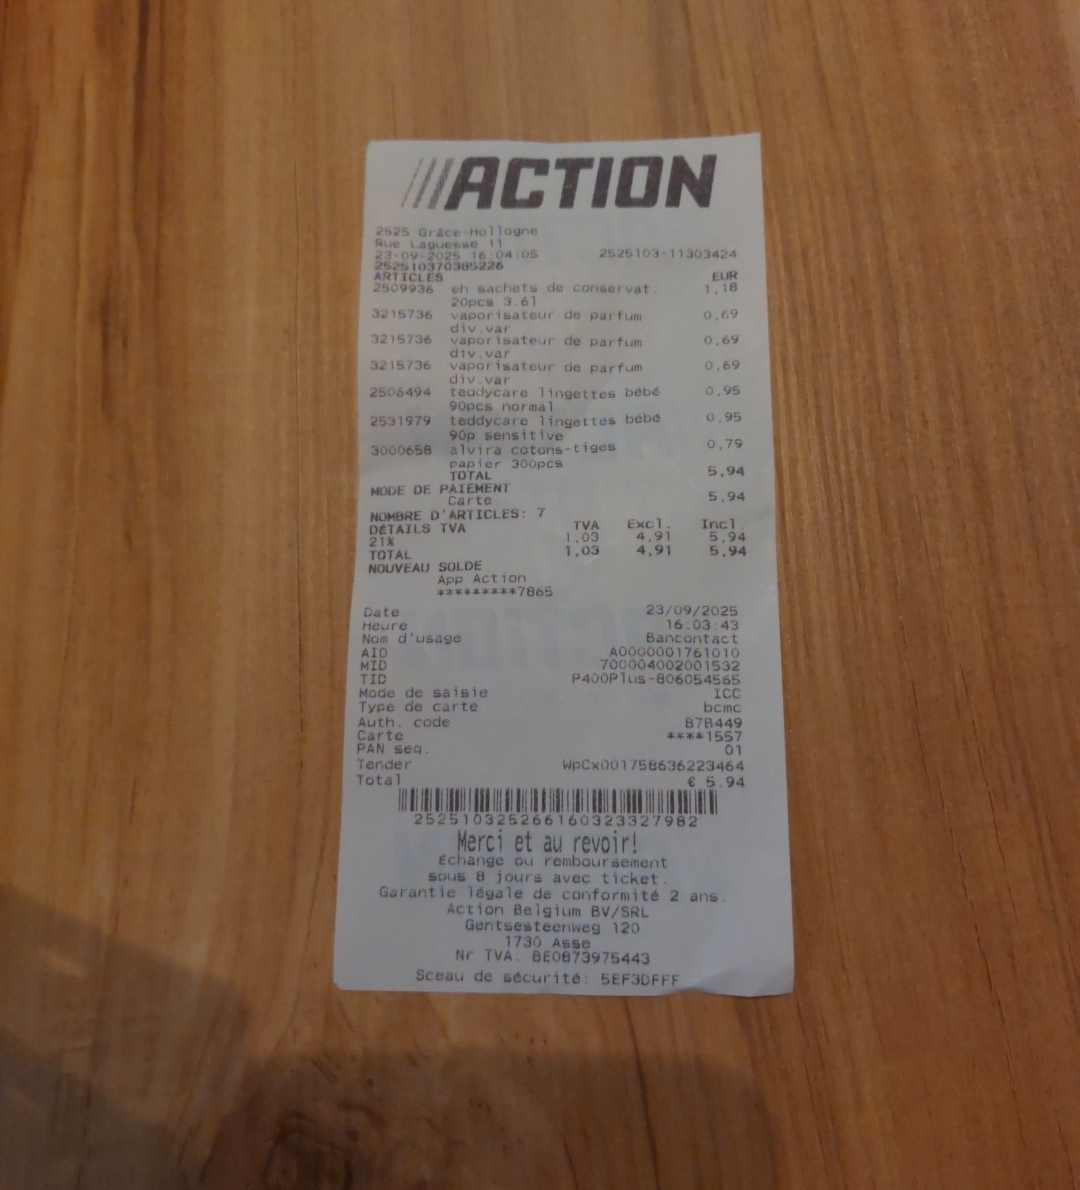 ///ACTION
2525 Grâce-Hollogne
Rue Laguesse 11
23-09-2025 16:04:05 2525103-11303424
252510370385226
ARTICLES EUR
2509936 eh sachets de conservat. 1,18
20pcs 3.6l
3215736 vaporisateur de parfum 0,69
div.var
3215736 vaporisateur de parfum 0,69
div.var
3215736 vaporisateur de parfum 0,69
div.var
2506494 teddycare lingettes bébé 0,95
90pcs normal
2531979 teddycare lingettes bébé 0,95
90p sensitive
3000658 alvira cotons-tiges 0,79
papier 300pcs
TOTAL 5,94
MODE DE PAIEMENT
Carte 5,94
NOMBRE D'ARTICLES: 7
DÉTAILS TVA TVA Excl. Incl.
21% 1,03 4,91 5,94
TOTAL 1,03 4,91 5,94
NOUVEAU SOLDE
App Action
*********7865
Date 23/09/2025
Heure 16:03:43
Nom d'usage Bancontact
AID A0000001761010
MID 700004002001532
TID P400Plus-806054565
Mode de saisie ICC
Type de carte bcmc
Auth. code B7B449
Carte ****1557
PAN seq. 01
Tender WpCx001758636223464
Total € 5.94
2525103252661603233 27982
Merci et au revoir!
Échange ou remboursement
sous 8 jours avec ticket.
Garantie légale de conformité 2 ans.
Action Belgium BV/SRL
Gentsesteenweg 120
1730 Asse
Nr TVA. BE0873975443
Sceau de sécurité: 5EF3DFFF